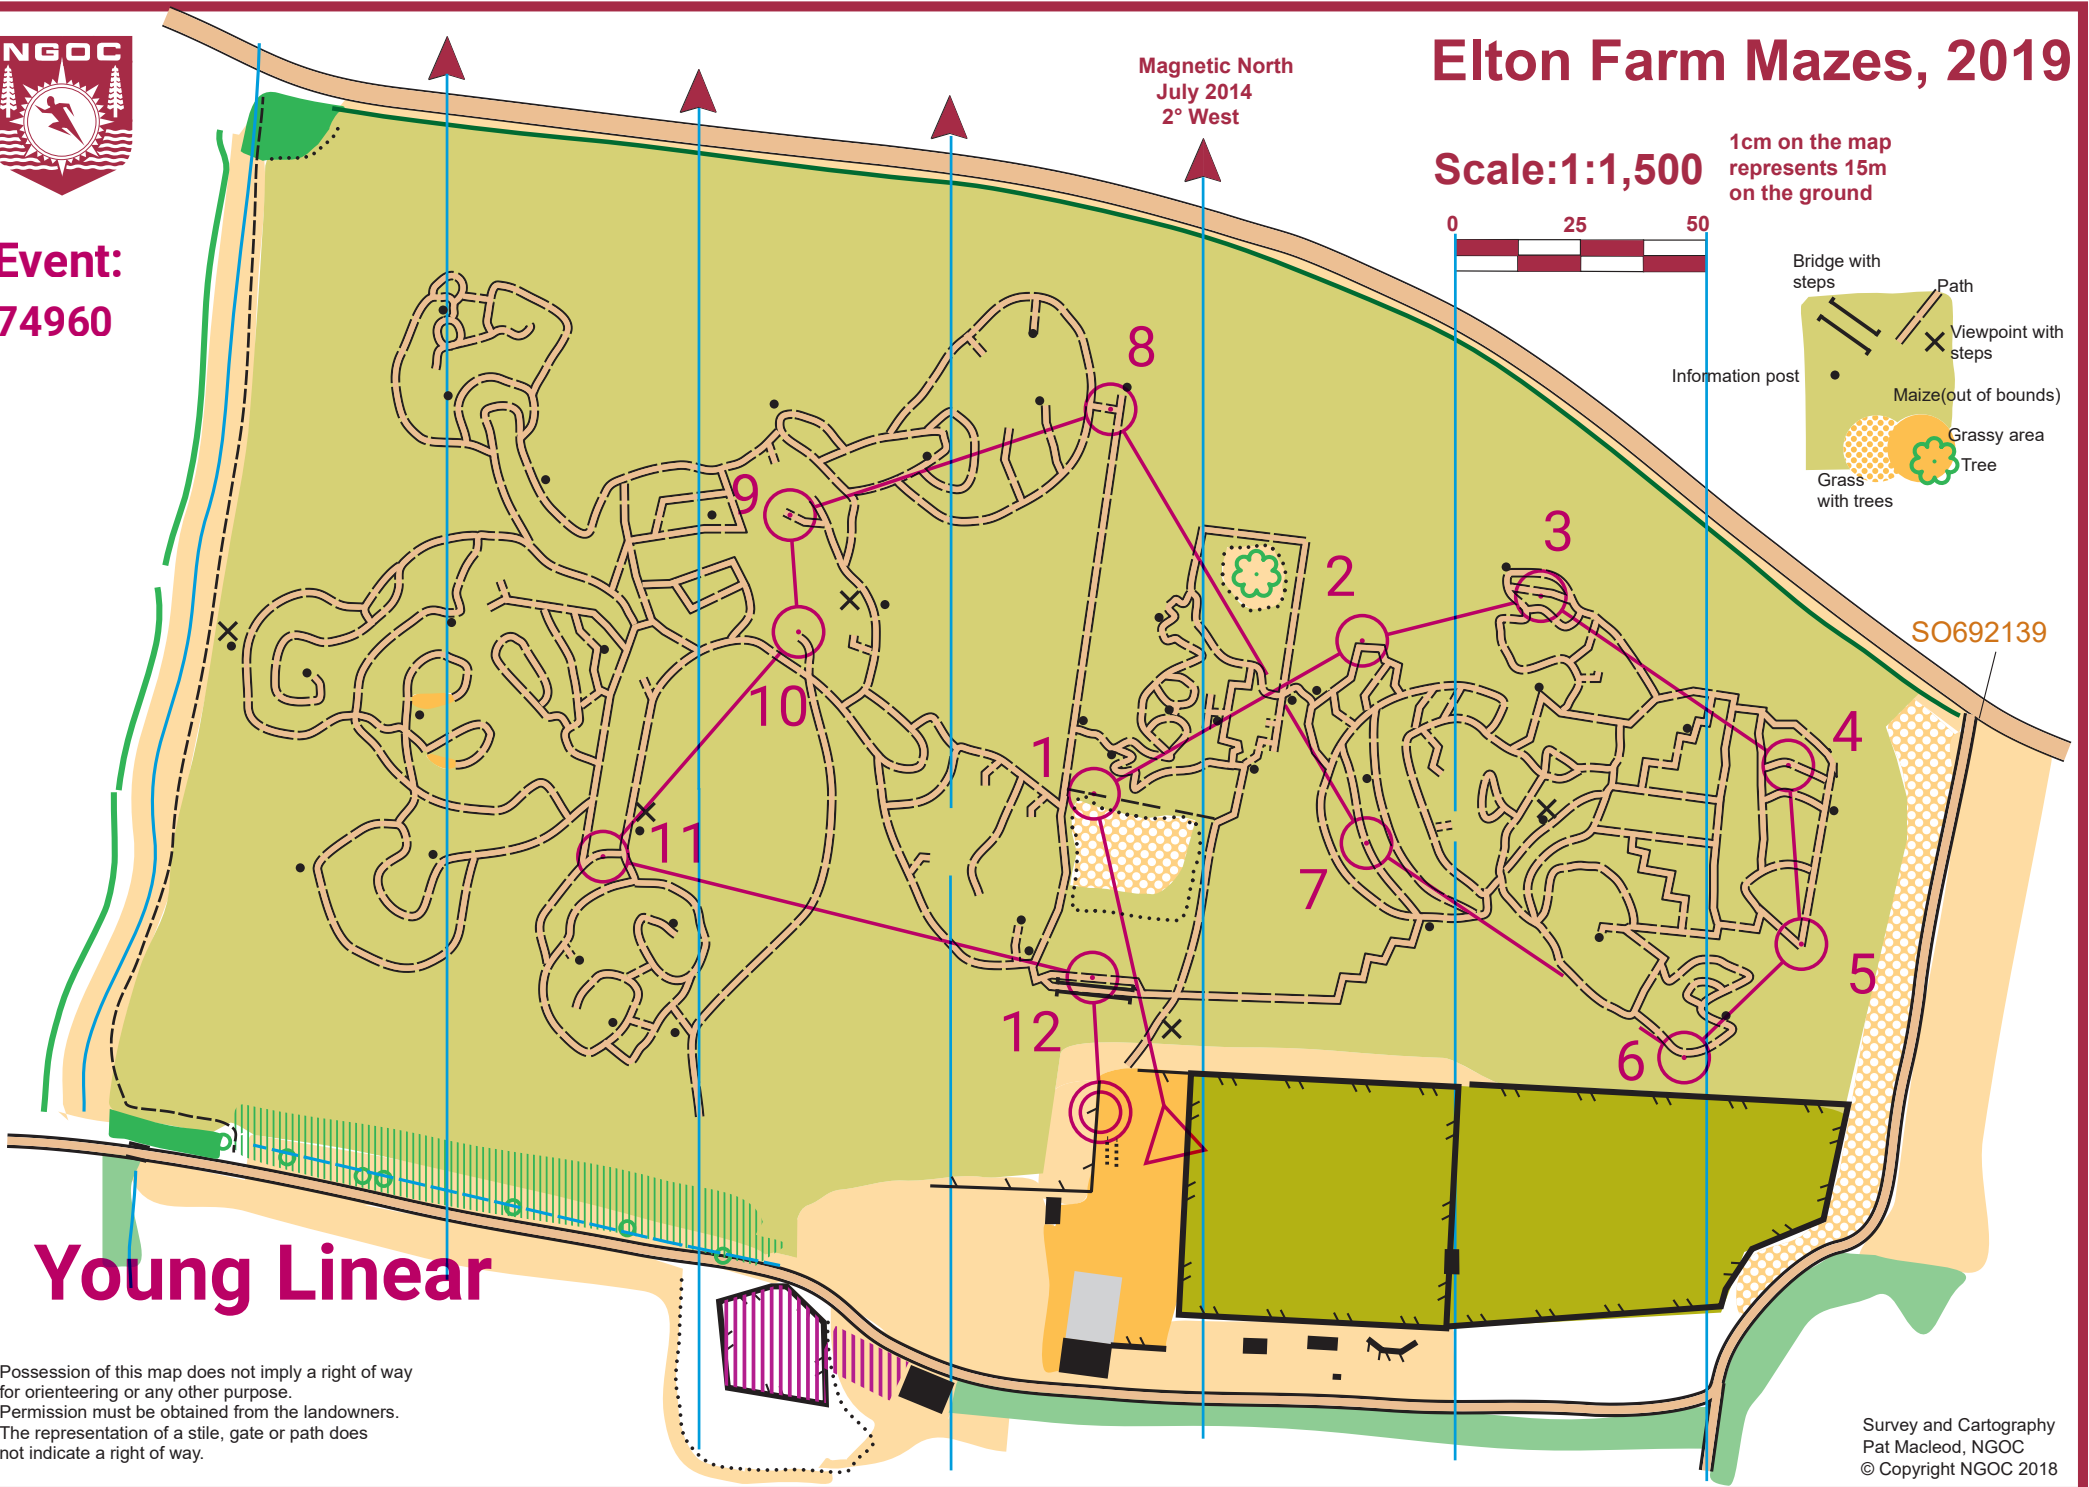 NGOC
Event:
74960
Magnetic North
July 2014
2° West
Elton Farm Mazes, 2019
Scale:1:1,500
1cm on the map
represents 15m
on the ground
0 25 50
Bridge with
steps
Path
Viewpoint with
steps
Information post
Maize(out of bounds)
Grassy area
Tree
Grass
with trees
8
9
3
2
SO692139
10
1
4
11
7
5
12
6
Young Linear
Possession of this map does not imply a right of way
for orienteering or any other purpose.
Permission must be obtained from the landowners.
The representation of a stile, gate or path does
not indicate a right of way.
Survey and Cartography
Pat Macleod, NGOC
© Copyright NGOC 2018